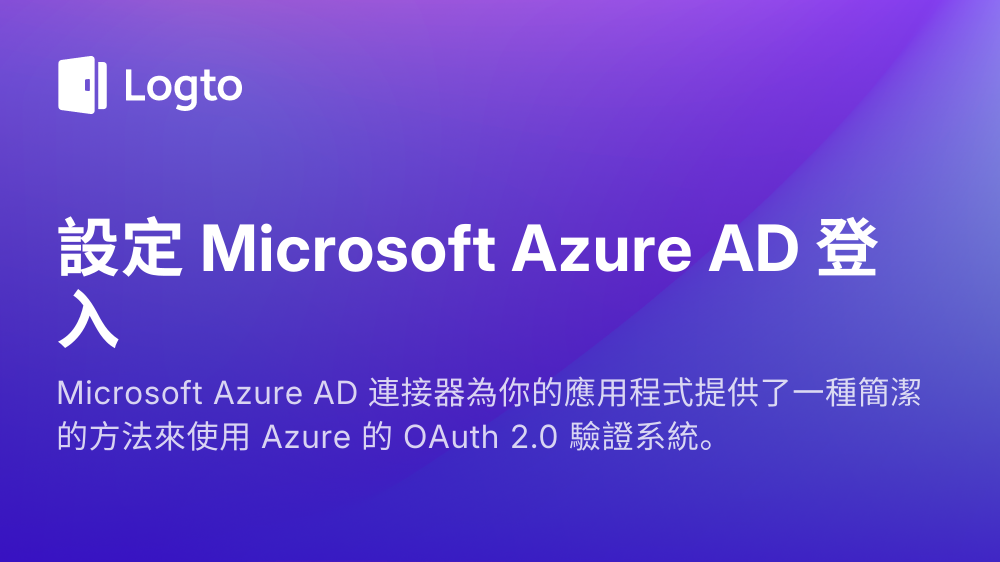 Logto
設定 Microsoft Azure AD 登
入
Microsoft Azure AD 連接器為你的應用程式提供了一種簡潔
的方法來使用 Azure 的 OAuth 2.0 驗證系統。